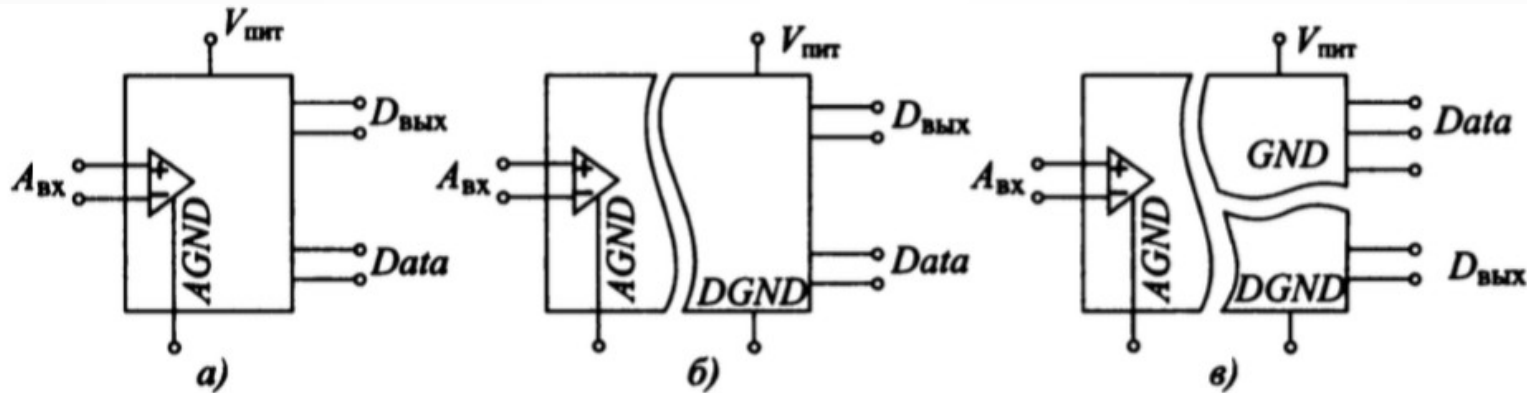 Vпит
Aвх
+
−
AGND
Dвых
Data
а)
Vпит
Aвх
+
−
AGND
DGND
Dвых
Data
б)
Vпит
Aвх
+
−
AGND
GND
DGND
Data
Dвых
в)